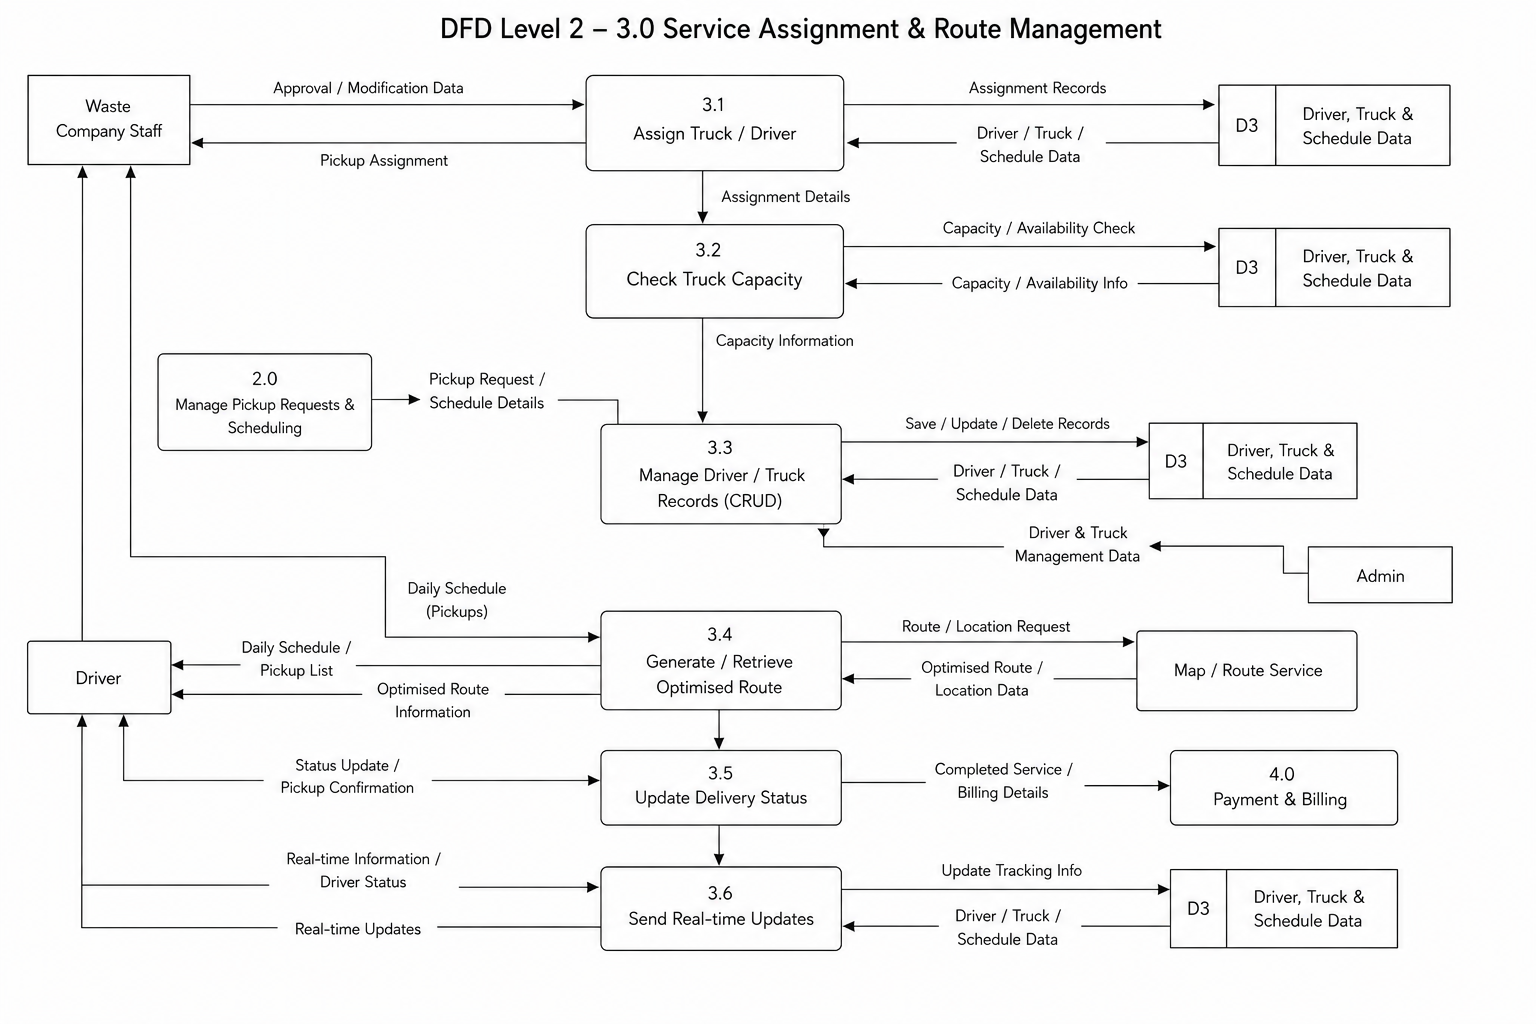 DFD Level 2 – 3.0 Service Assignment & Route Management
Waste
Company Staff
Approval / Modification Data
Pickup Assignment
3.1
Assign Truck / Driver
Assignment Records
Driver / Truck /
Schedule Data
D3
Driver, Truck &
Schedule Data
Assignment Details
3.2
Check Truck Capacity
Capacity / Availability Check
Capacity / Availability Info
D3
Driver, Truck &
Schedule Data
Capacity Information
2.0
Manage Pickup Requests &
Scheduling
Pickup Request /
Schedule Details
3.3
Manage Driver / Truck
Records (CRUD)
Save / Update / Delete Records
Driver / Truck /
Schedule Data
D3
Driver, Truck &
Schedule Data
Driver & Truck
Management Data
Admin
Daily Schedule
(Pickups)
Driver
Daily Schedule /
Pickup List
Optimised Route
Information
3.4
Generate / Retrieve
Optimised Route
Route / Location Request
Optimised Route /
Location Data
Map / Route Service
Status Update /
Pickup Confirmation
3.5
Update Delivery Status
Completed Service /
Billing Details
4.0
Payment & Billing
Real-time Information /
Driver Status
Real-time Updates
3.6
Send Real-time Updates
Update Tracking Info
Driver / Truck /
Schedule Data
D3
Driver, Truck &
Schedule Data